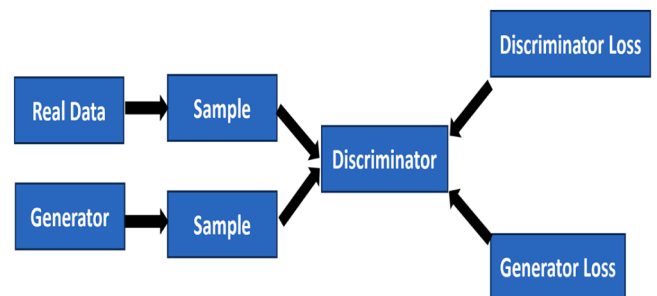 Discriminator Loss
Real Data
Sample
Discriminator
Generator
Sample
Generator Loss